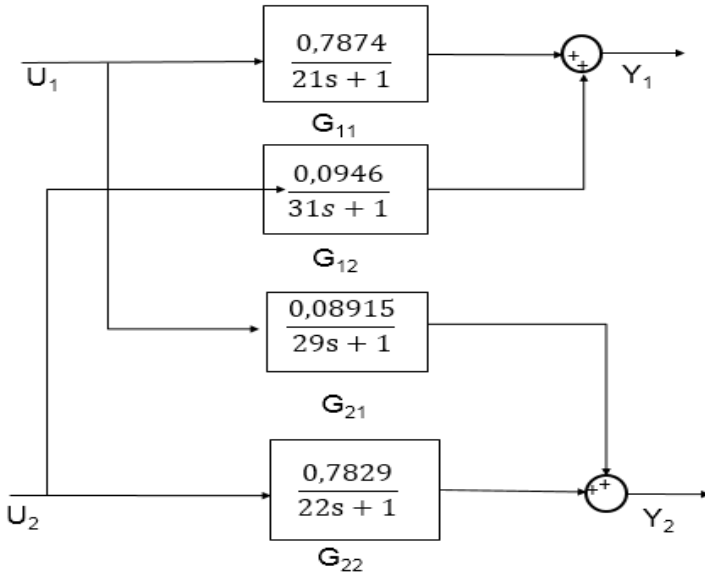 0,7874
21s + 1
U₁
+
+
Y₁
G₁₁
0,0946
31s + 1
G₁₂
0,08915
29s + 1
G₂₁
0,7829
22s + 1
+
+
U₂
Y₂
G₂₂